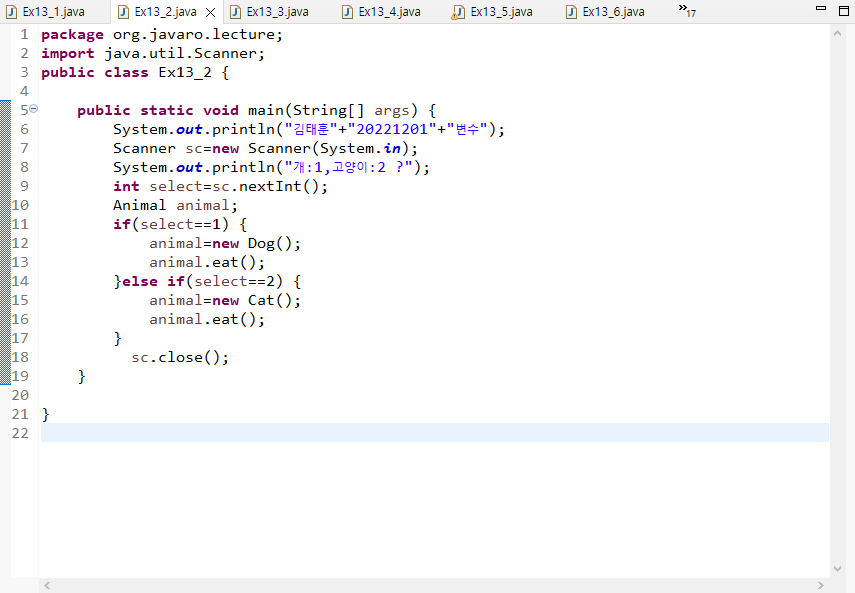 Ex13_1.java Ex13_2.java Ex13_3.java Ex13_4.java Ex13_5.java Ex13_6.java »17
1 package org.javaro.lecture;
2 import java.util.Scanner;
3 public class Ex13_2 {
4
5 public static void main(String[] args) {
6 System.out.println("김태훈"+"20221201"+"변수");
7 Scanner sc=new Scanner(System.in);
8 System.out.println("개:1,고양이:2 ?");
9 int select=sc.nextInt();
10 Animal animal;
11 if(select==1) {
12 animal=new Dog();
13 animal.eat();
14 }else if(select==2) {
15 animal=new Cat();
16 animal.eat();
17 }
18 sc.close();
19 }
20
21 }
22